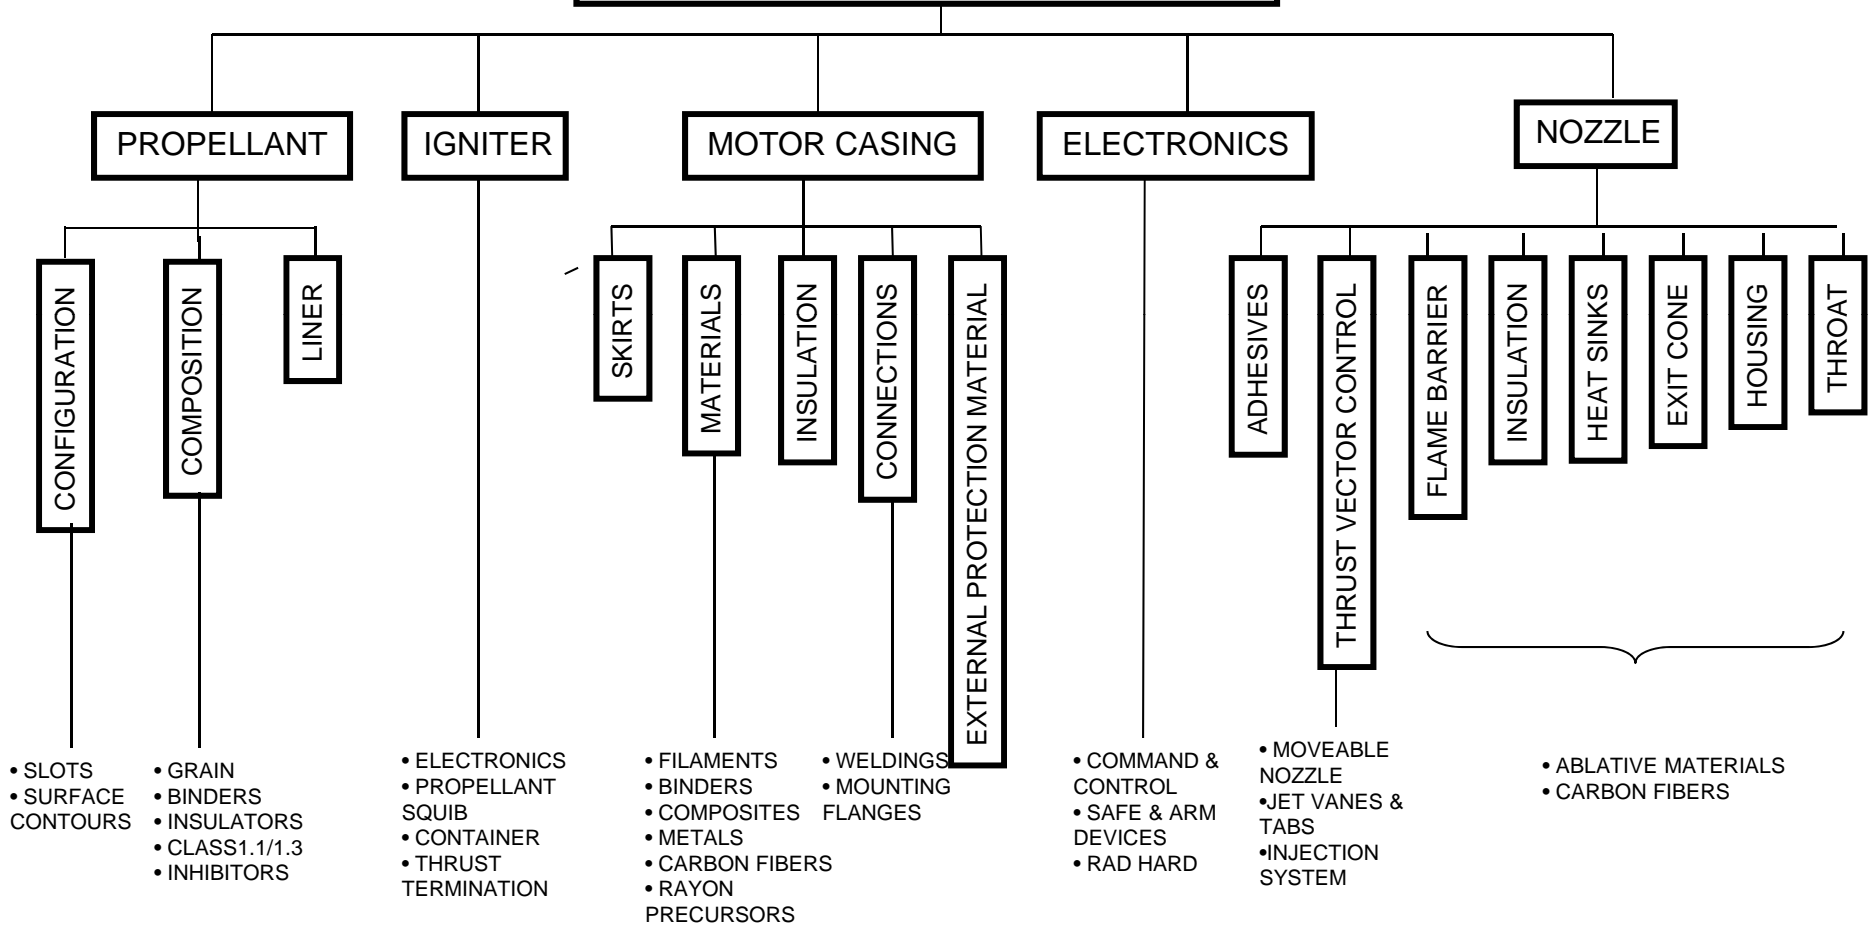 PROPELLANT
IGNITER
MOTOR CASING
ELECTRONICS
NOZZLE
CONFIGURATION
COMPOSITION
LINER
SKIRTS
MATERIALS
INSULATION
CONNECTIONS
EXTERNAL PROTECTION MATERIAL
ADHESIVES
THRUST VECTOR CONTROL
FLAME BARRIER
INSULATION
HEAT SINKS
EXIT CONE
HOUSING
THROAT
• SLOTS
• SURFACE
CONTOURS
• GRAIN
• BINDERS
• INSULATORS
• CLASS1.1/1.3
• INHIBITORS
• ELECTRONICS
• PROPELLANT
SQUIB
• CONTAINER
• THRUST
TERMINATION
• FILAMENTS
• BINDERS
• COMPOSITES
• METALS
• CARBON FIBERS
• RAYON
PRECURSORS
• WELDINGS
• MOUNTING
FLANGES
• COMMAND &
CONTROL
• SAFE & ARM
DEVICES
• RAD HARD
• MOVEABLE
NOZZLE
•JET VANES &
TABS
•INJECTION
SYSTEM
• ABLATIVE MATERIALS
• CARBON FIBERS